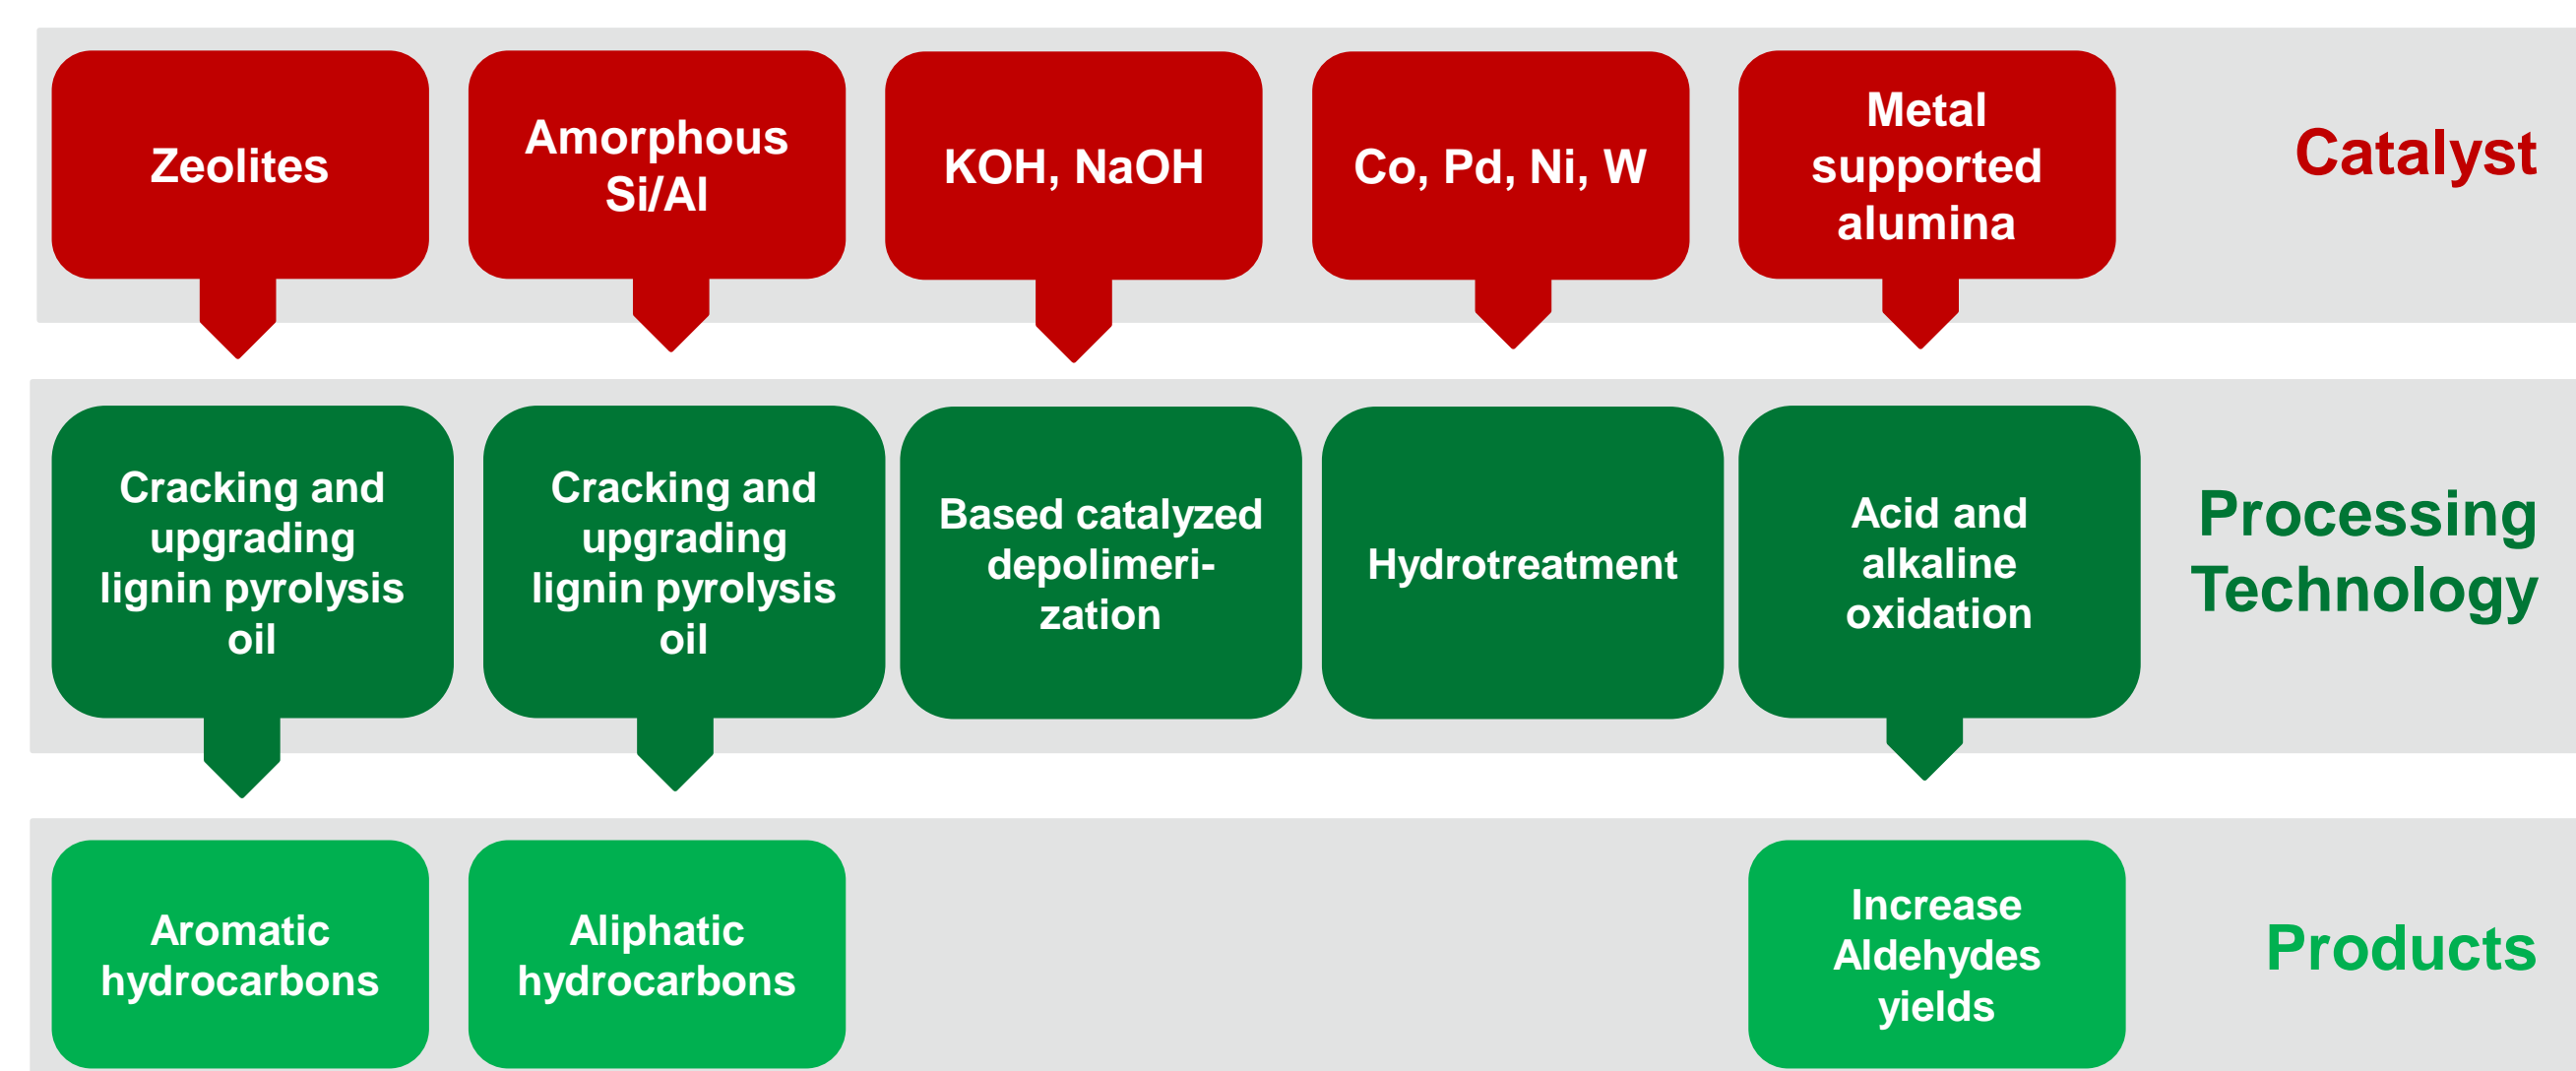 Zeolites
Amorphous
Si/Al
KOH, NaOH
Co, Pd, Ni, W
Metal
supported
alumina
Catalyst
Cracking and
upgrading
lignin pyrolysis
oil
Cracking and
upgrading
lignin pyrolysis
oil
Based catalyzed
depolimeri-
zation
Hydrotreatment
Acid and
alkaline
oxidation
Processing
Technology
Aromatic
hydrocarbons
Aliphatic
hydrocarbons
Increase
Aldehydes
yields
Products